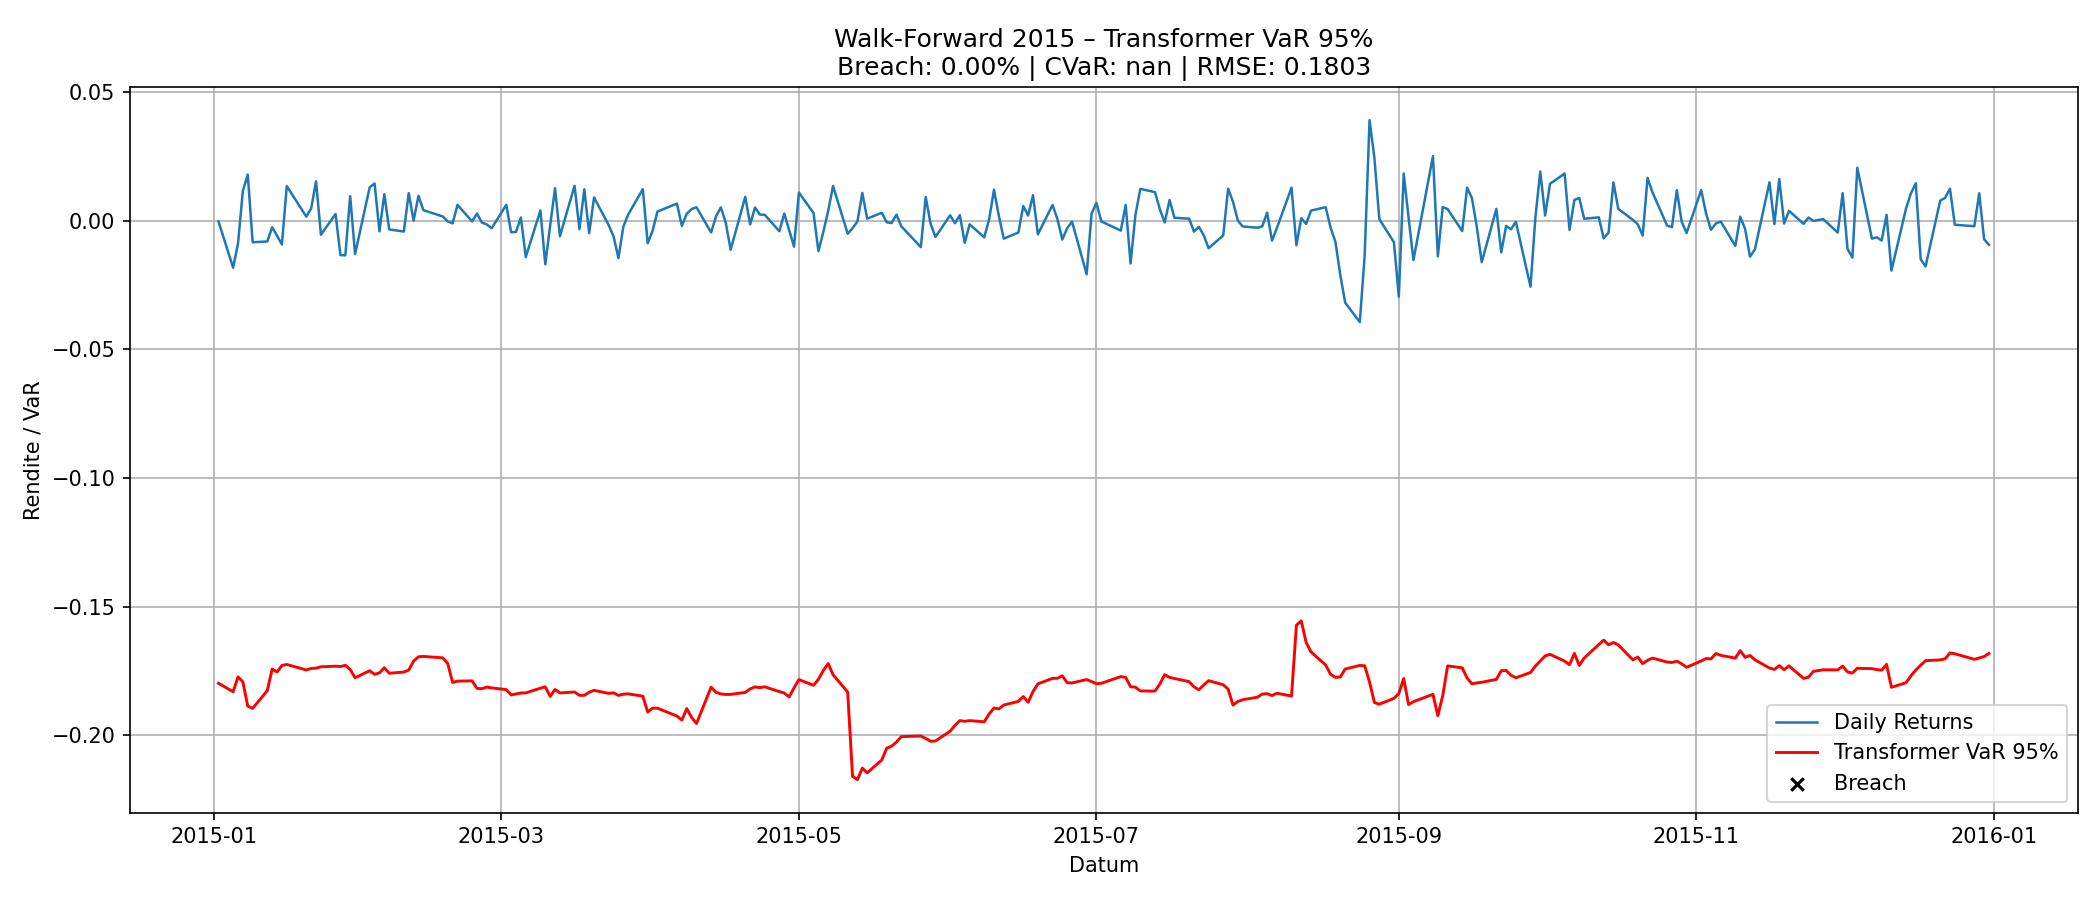 Walk-Forward 2015 – Transformer VaR 95%
Breach: 0.00% | CVaR: nan | RMSE: 0.1803
Rendite / VaR
0.05
0.00
−0.05
−0.10
−0.15
−0.20
Daily Returns
Transformer VaR 95%
Breach
2015-01
2015-03
2015-05
2015-07
2015-09
2015-11
2016-01
Datum